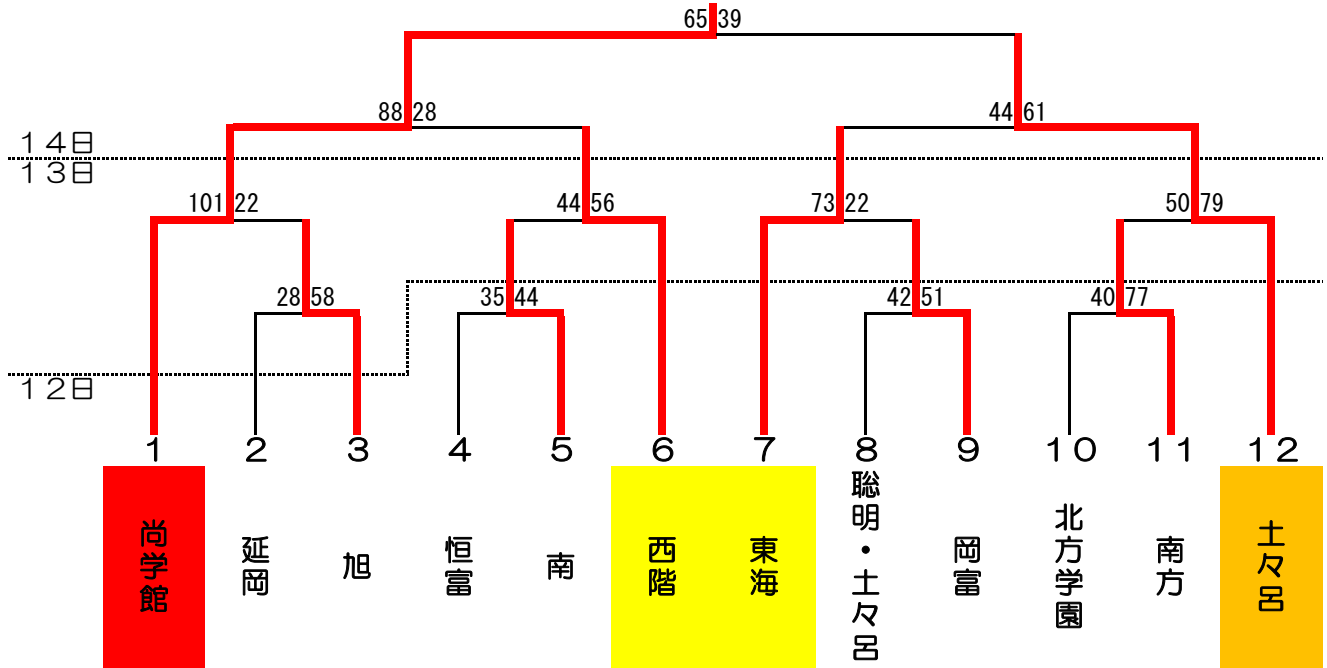 65 39
88 28 44 61
14日
13日
101 22 44 56 73 22 50 79
28 58 35 44 42 51 40 77
12日
1 2 3 4 5 6 7 8 9 10 11 12
尚学館
延岡
旭
恒富
南
西階
東海
聡明・土々呂
岡富
北方学園
南方
土々呂